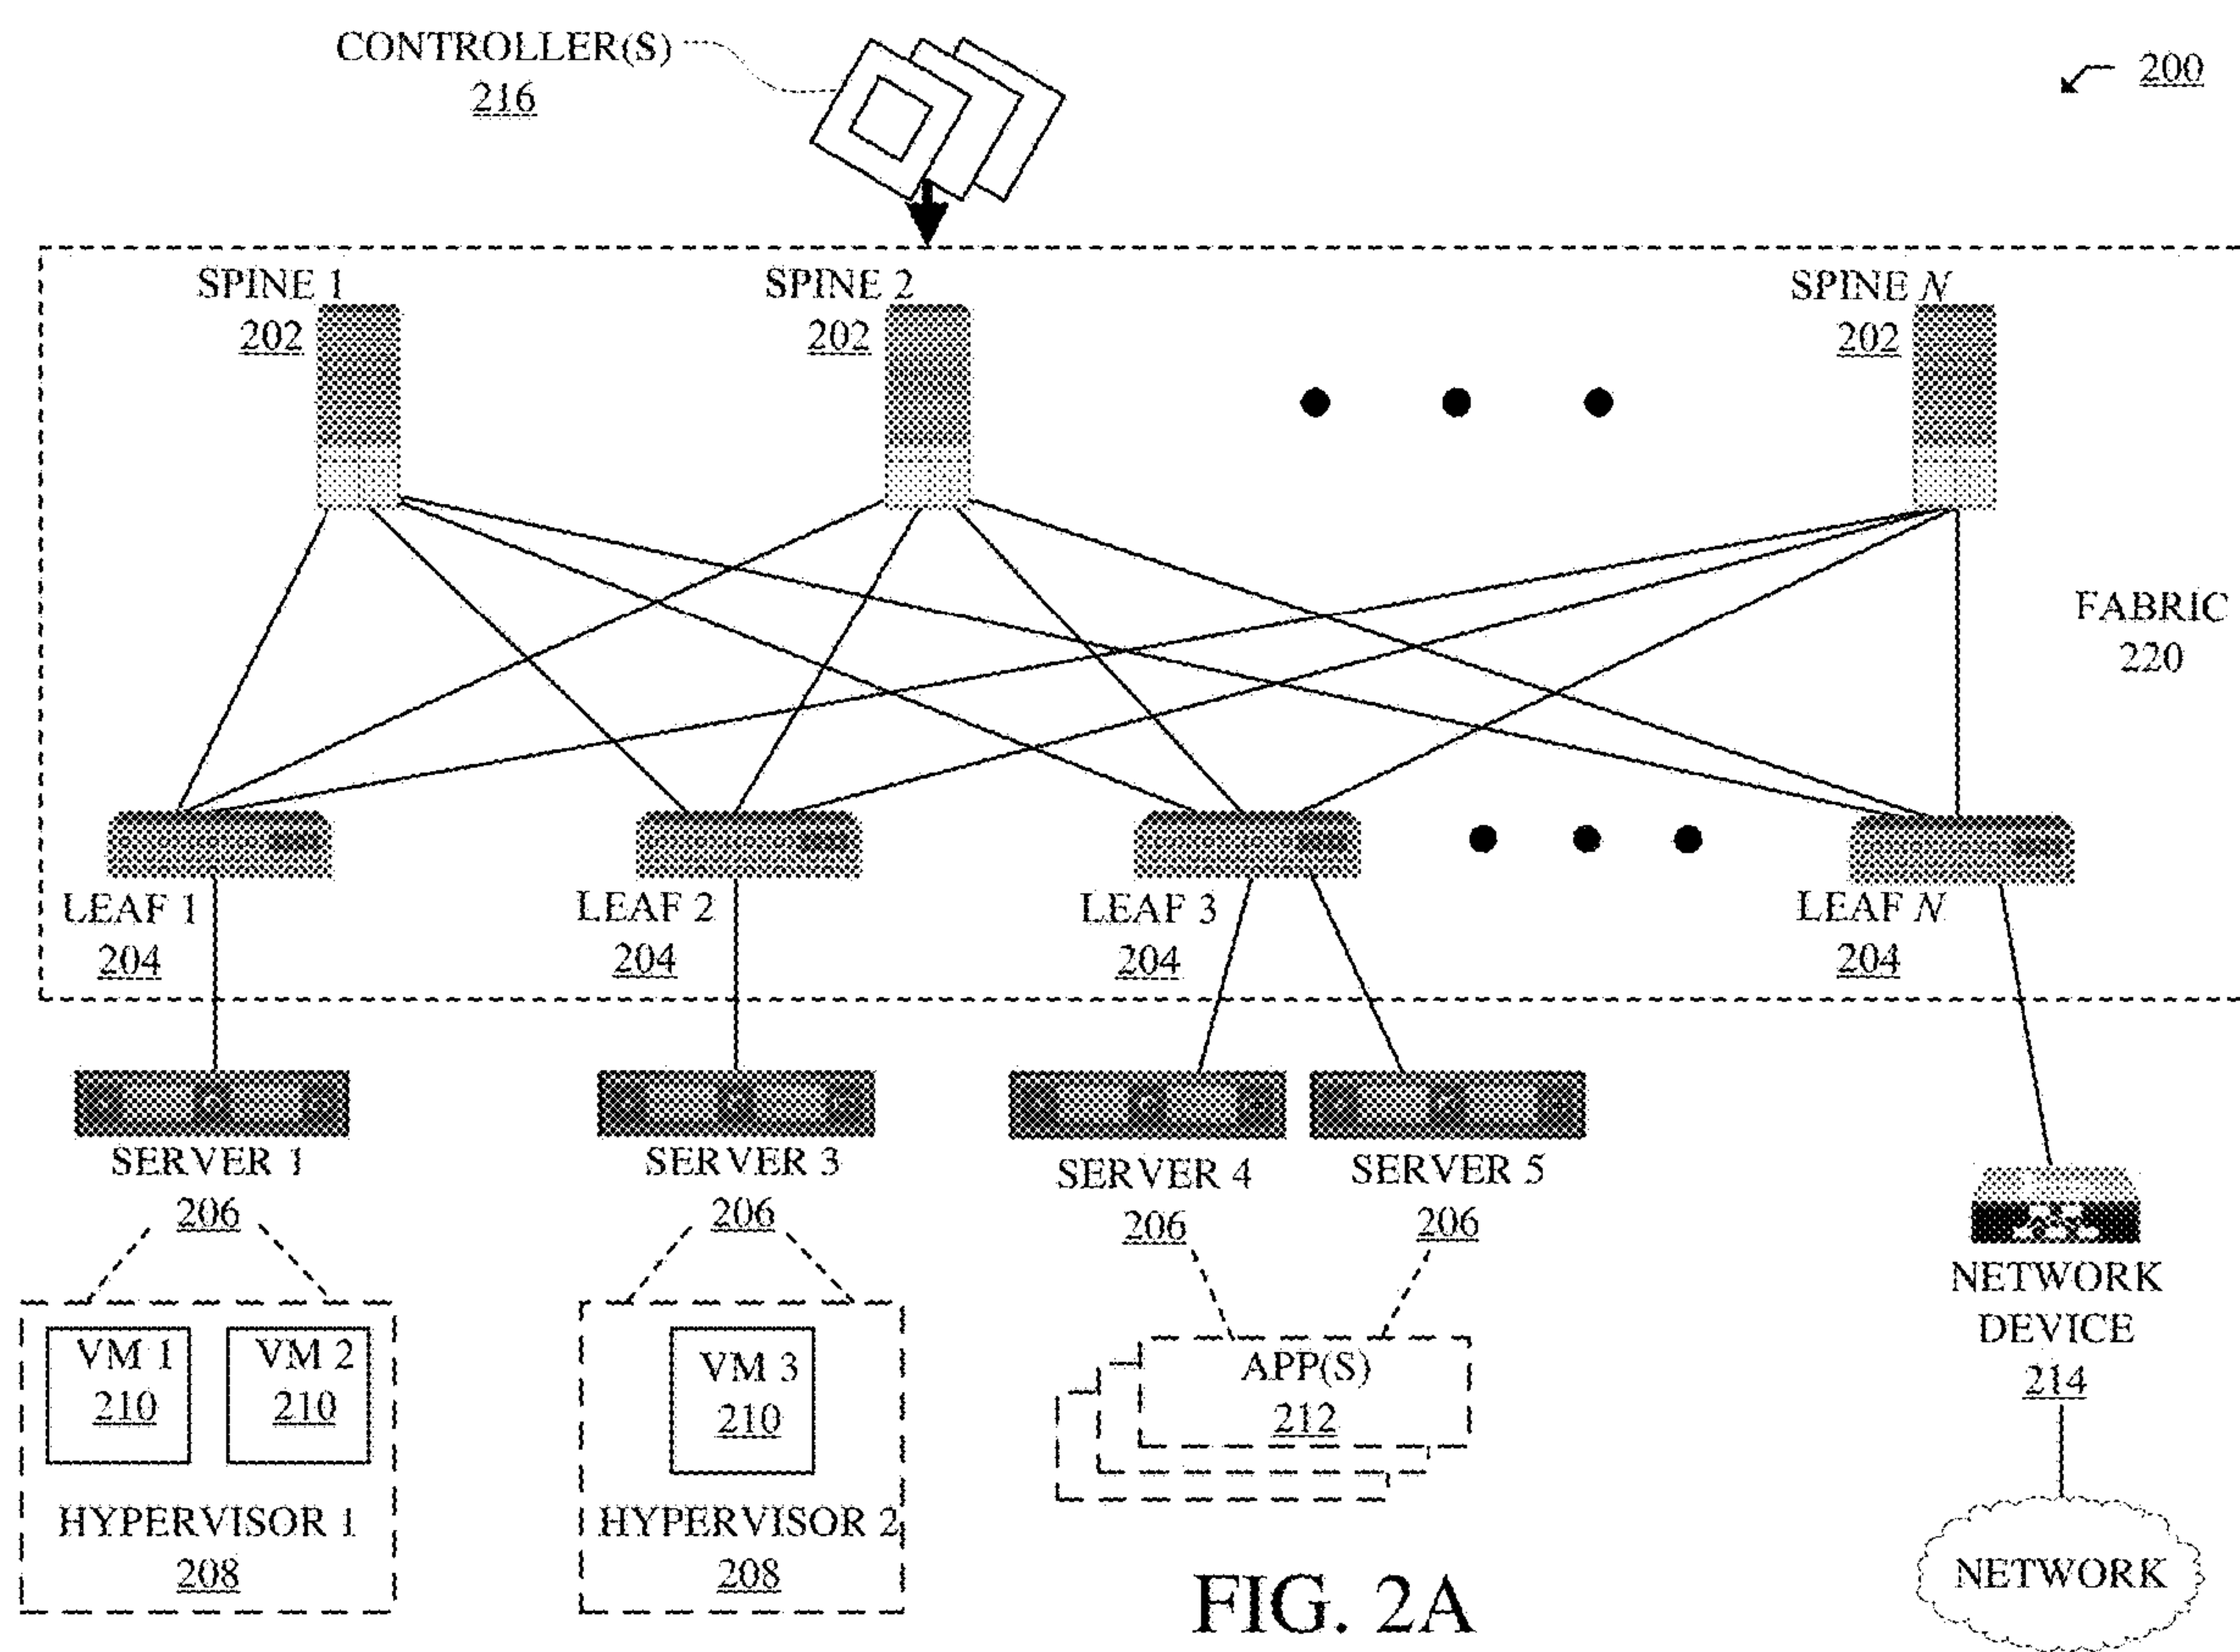 CONTROLLER(S)
216
200
SPINE 1
202
SPINE 2
202
SPINE N
202
FABRIC
220
LEAF 1
204
LEAF 2
204
LEAF 3
204
LEAF N
204
SERVER 1
206
SERVER 3
206
SERVER 4
206
SERVER 5
206
NETWORK
DEVICE
214
VM 1
210
VM 2
210
HYPERVISOR 1
208
VM 3
210
HYPERVISOR 2
208
APP(S)
212
NETWORK
FIG. 2A